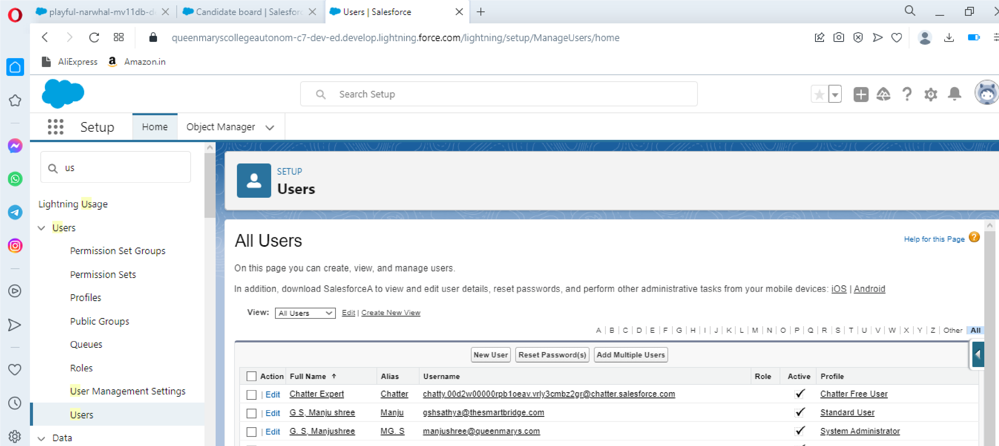 playful-narwhal-mv11db-de
Candidate board | Salesforc
Users | Salesforce
queenmaryscollegeautonom-c7-dev-ed.develop.lightning.force.com/lightning/setup/ManageUsers/home
AliExpress
Amazon.in
Search Setup
Setup
Home
Object Manager
us
Lightning Usage
Users
Permission Set Groups
Permission Sets
Profiles
Public Groups
Queues
Roles
User Management Settings
Users
Data
SETUP
Users
All Users
Help for this Page
On this page you can create, view, and manage users.
In addition, download SalesforceA to view and edit user details, reset passwords, and perform other administrative tasks from your mobile devices: iOS | Android
View: All Users Edit | Create New View
A | B | C | D | E | F | G | H | I | J | K | L | M | N | O | P | Q | R | S | T | U | V | W | X | Y | Z | Other | All
New User Reset Password(s) Add Multiple Users
Action Full Name ↑ Alias Username Role Active Profile
| Edit Chatter Expert Chatter chatty.00d2w00000rpb1oeav.vrly3cmbz2gr@chatter.salesforce.com Chatter Free User
| Edit G S, Manju shree Manju gshsathya@thesmartbridge.com Standard User
| Edit G. S, Manjushree MG. S manjushree@queenmarys.com System Administrator